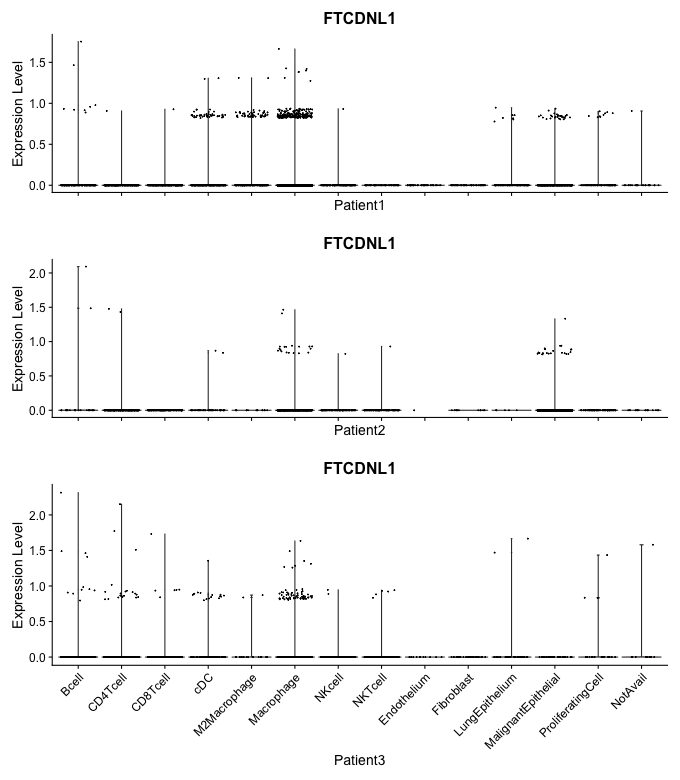 FTCDNL1
Expression Level
1.5
1.0
0.5
0.0
Patient1
FTCDNL1
Expression Level
2.0
1.5
1.0
0.5
0.0
Patient2
FTCDNL1
Expression Level
2.0
1.5
1.0
0.5
0.0
Bcell
CD4Tcell
CD8Tcell
cDC
M2Macrophage
Macrophage
NKcell
NKTcell
Endothelium
Fibroblast
LungEpithelium
MalignantEpithelial
ProliferatingCell
NotAvail
Patient3